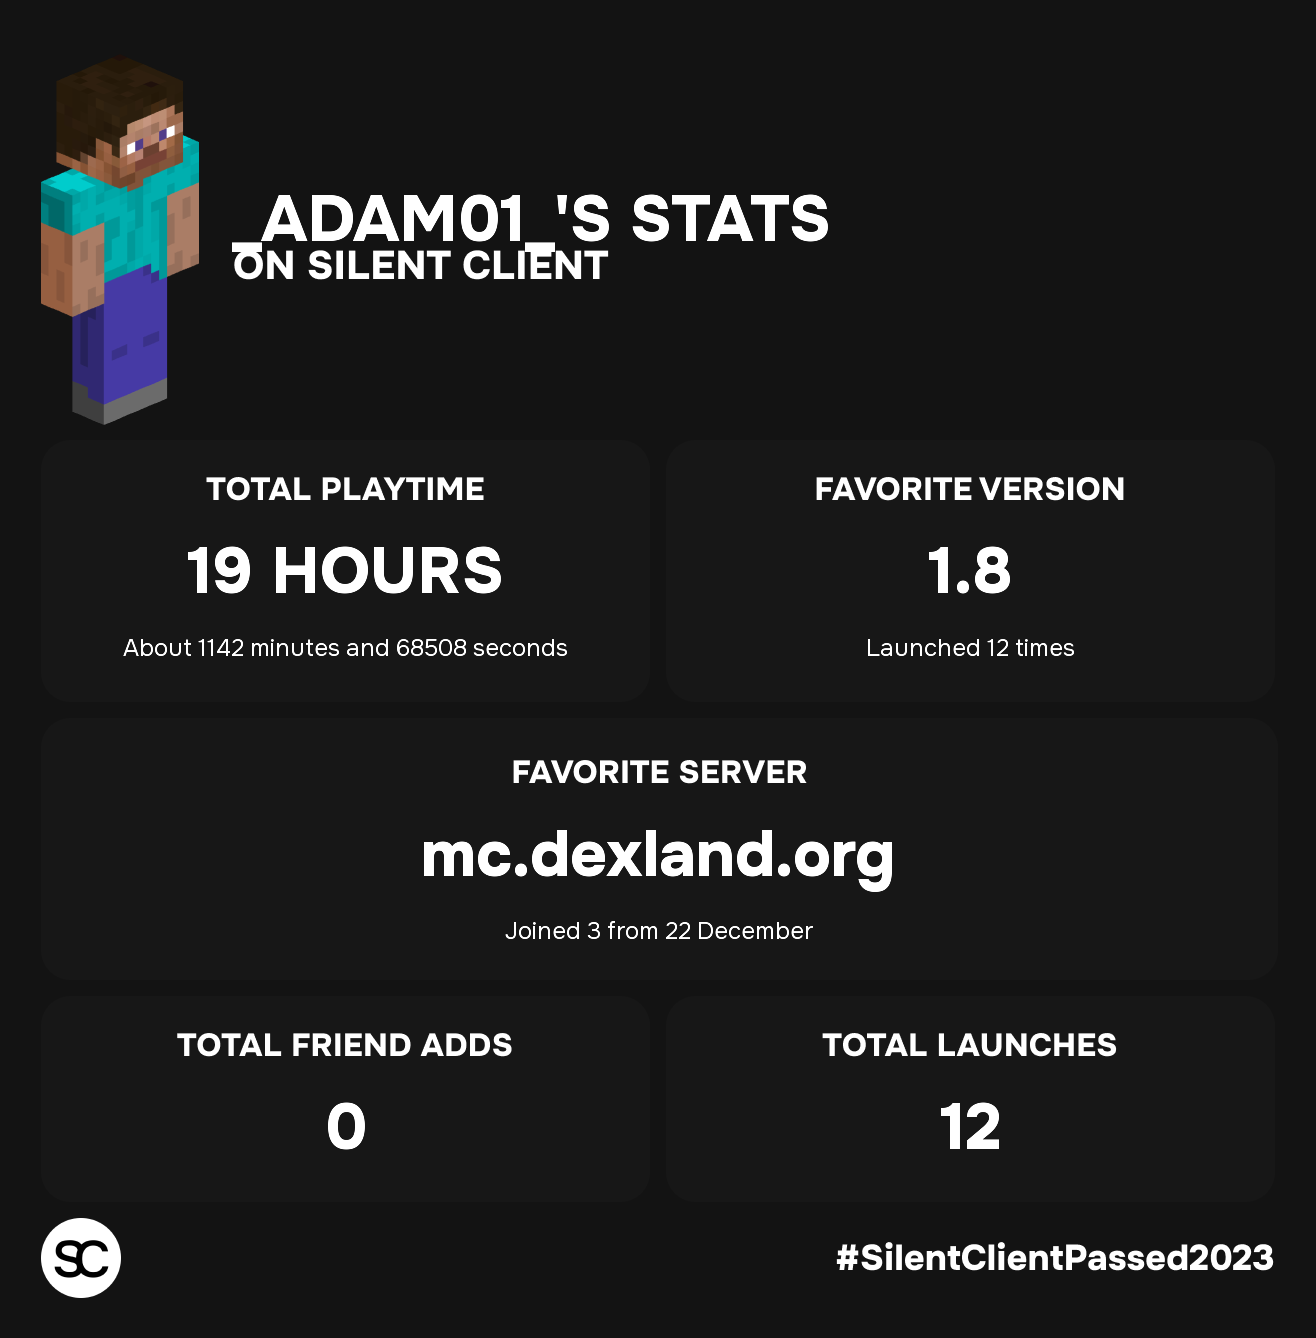 _ADAM01_'S STATS
ON SILENT CLIENT
TOTAL PLAYTIME
19 HOURS
About 1142 minutes and 68508 seconds
FAVORITE VERSION
1.8
Launched 12 times
FAVORITE SERVER
mc.dexland.org
Joined 3 from 22 December
TOTAL FRIEND ADDS
0
TOTAL LAUNCHES
12
SC
#SilentClientPassed2023